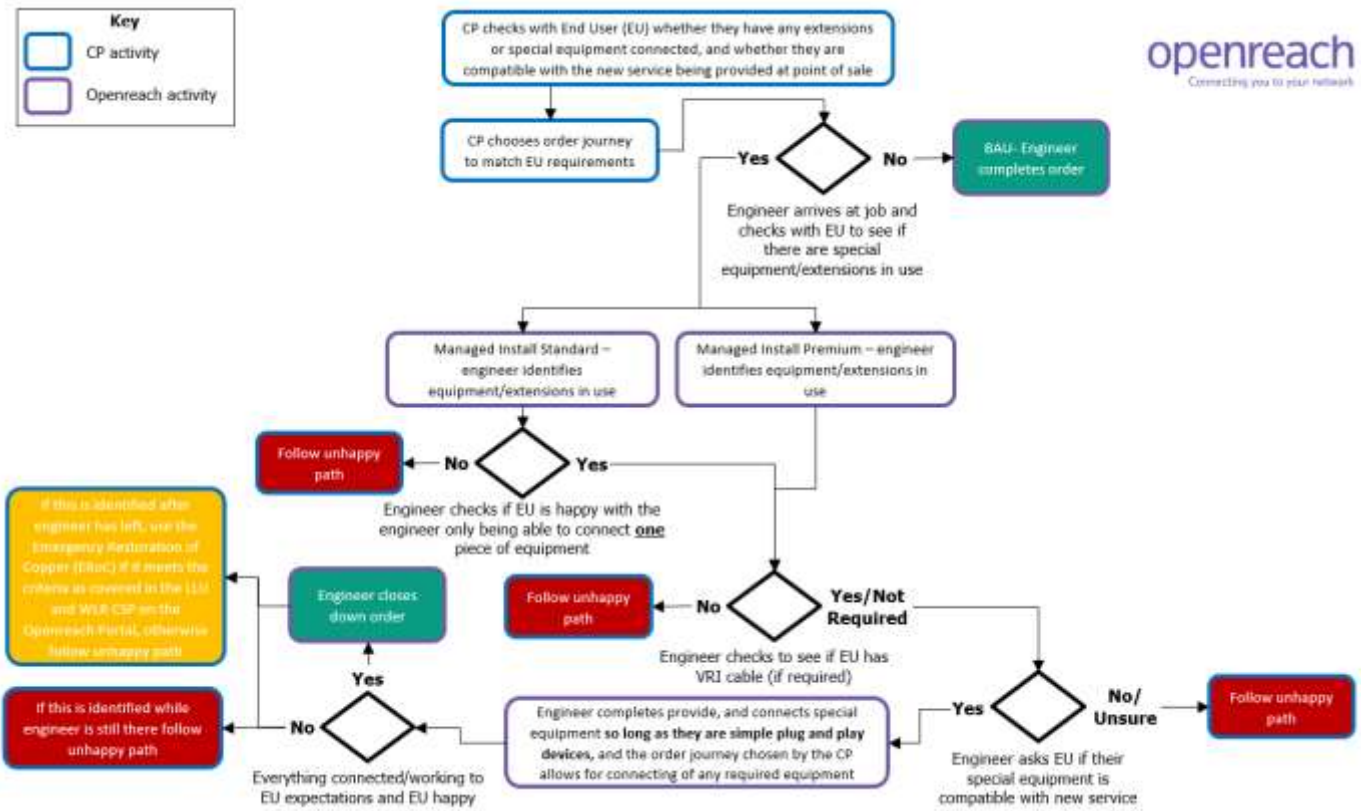 Key
CP activity
Openreach activity
CP checks with End User (EU) whether they have any extensions
or special equipment connected, and whether they are
compatible with the new service being provided at point of sale
openreach
Connecting you to your network
CP chooses order journey
to match EU requirements
Yes
No
BAU- Engineer
completes order
Engineer arrives at job and
checks with EU to see if
there are special
equipment/extensions in use
Managed Install Standard –
engineer identifies
equipment/extensions in use
Managed Install Premium – engineer
identifies equipment/extensions in
use
Follow unhappy
path
No
Yes
Engineer checks if EU is happy with the
engineer only being able to connect one
piece of equipment
If this is identified after
engineer has left, use the
Emergency Restoration of
Copper (ERoC) if it meets the
criteria as covered in the LLU
and WLR CSP on the
Openreach Portal, otherwise
follow unhappy path
Engineer closes
down order
Follow unhappy
path
No
Yes/Not
Required
Engineer checks to see if EU has
VRI cable (if required)
Yes
If this is identified while
engineer is still there follow
unhappy path
No
Everything connected/working to
EU expectations and EU happy
Engineer completes provide, and connects special
equipment so long as they are simple plug and play
devices, and the order journey chosen by the CP
allows for connecting of any required equipment
Yes
No/
Unsure
Follow unhappy
path
Engineer asks EU if their
special equipment is
compatible with new service